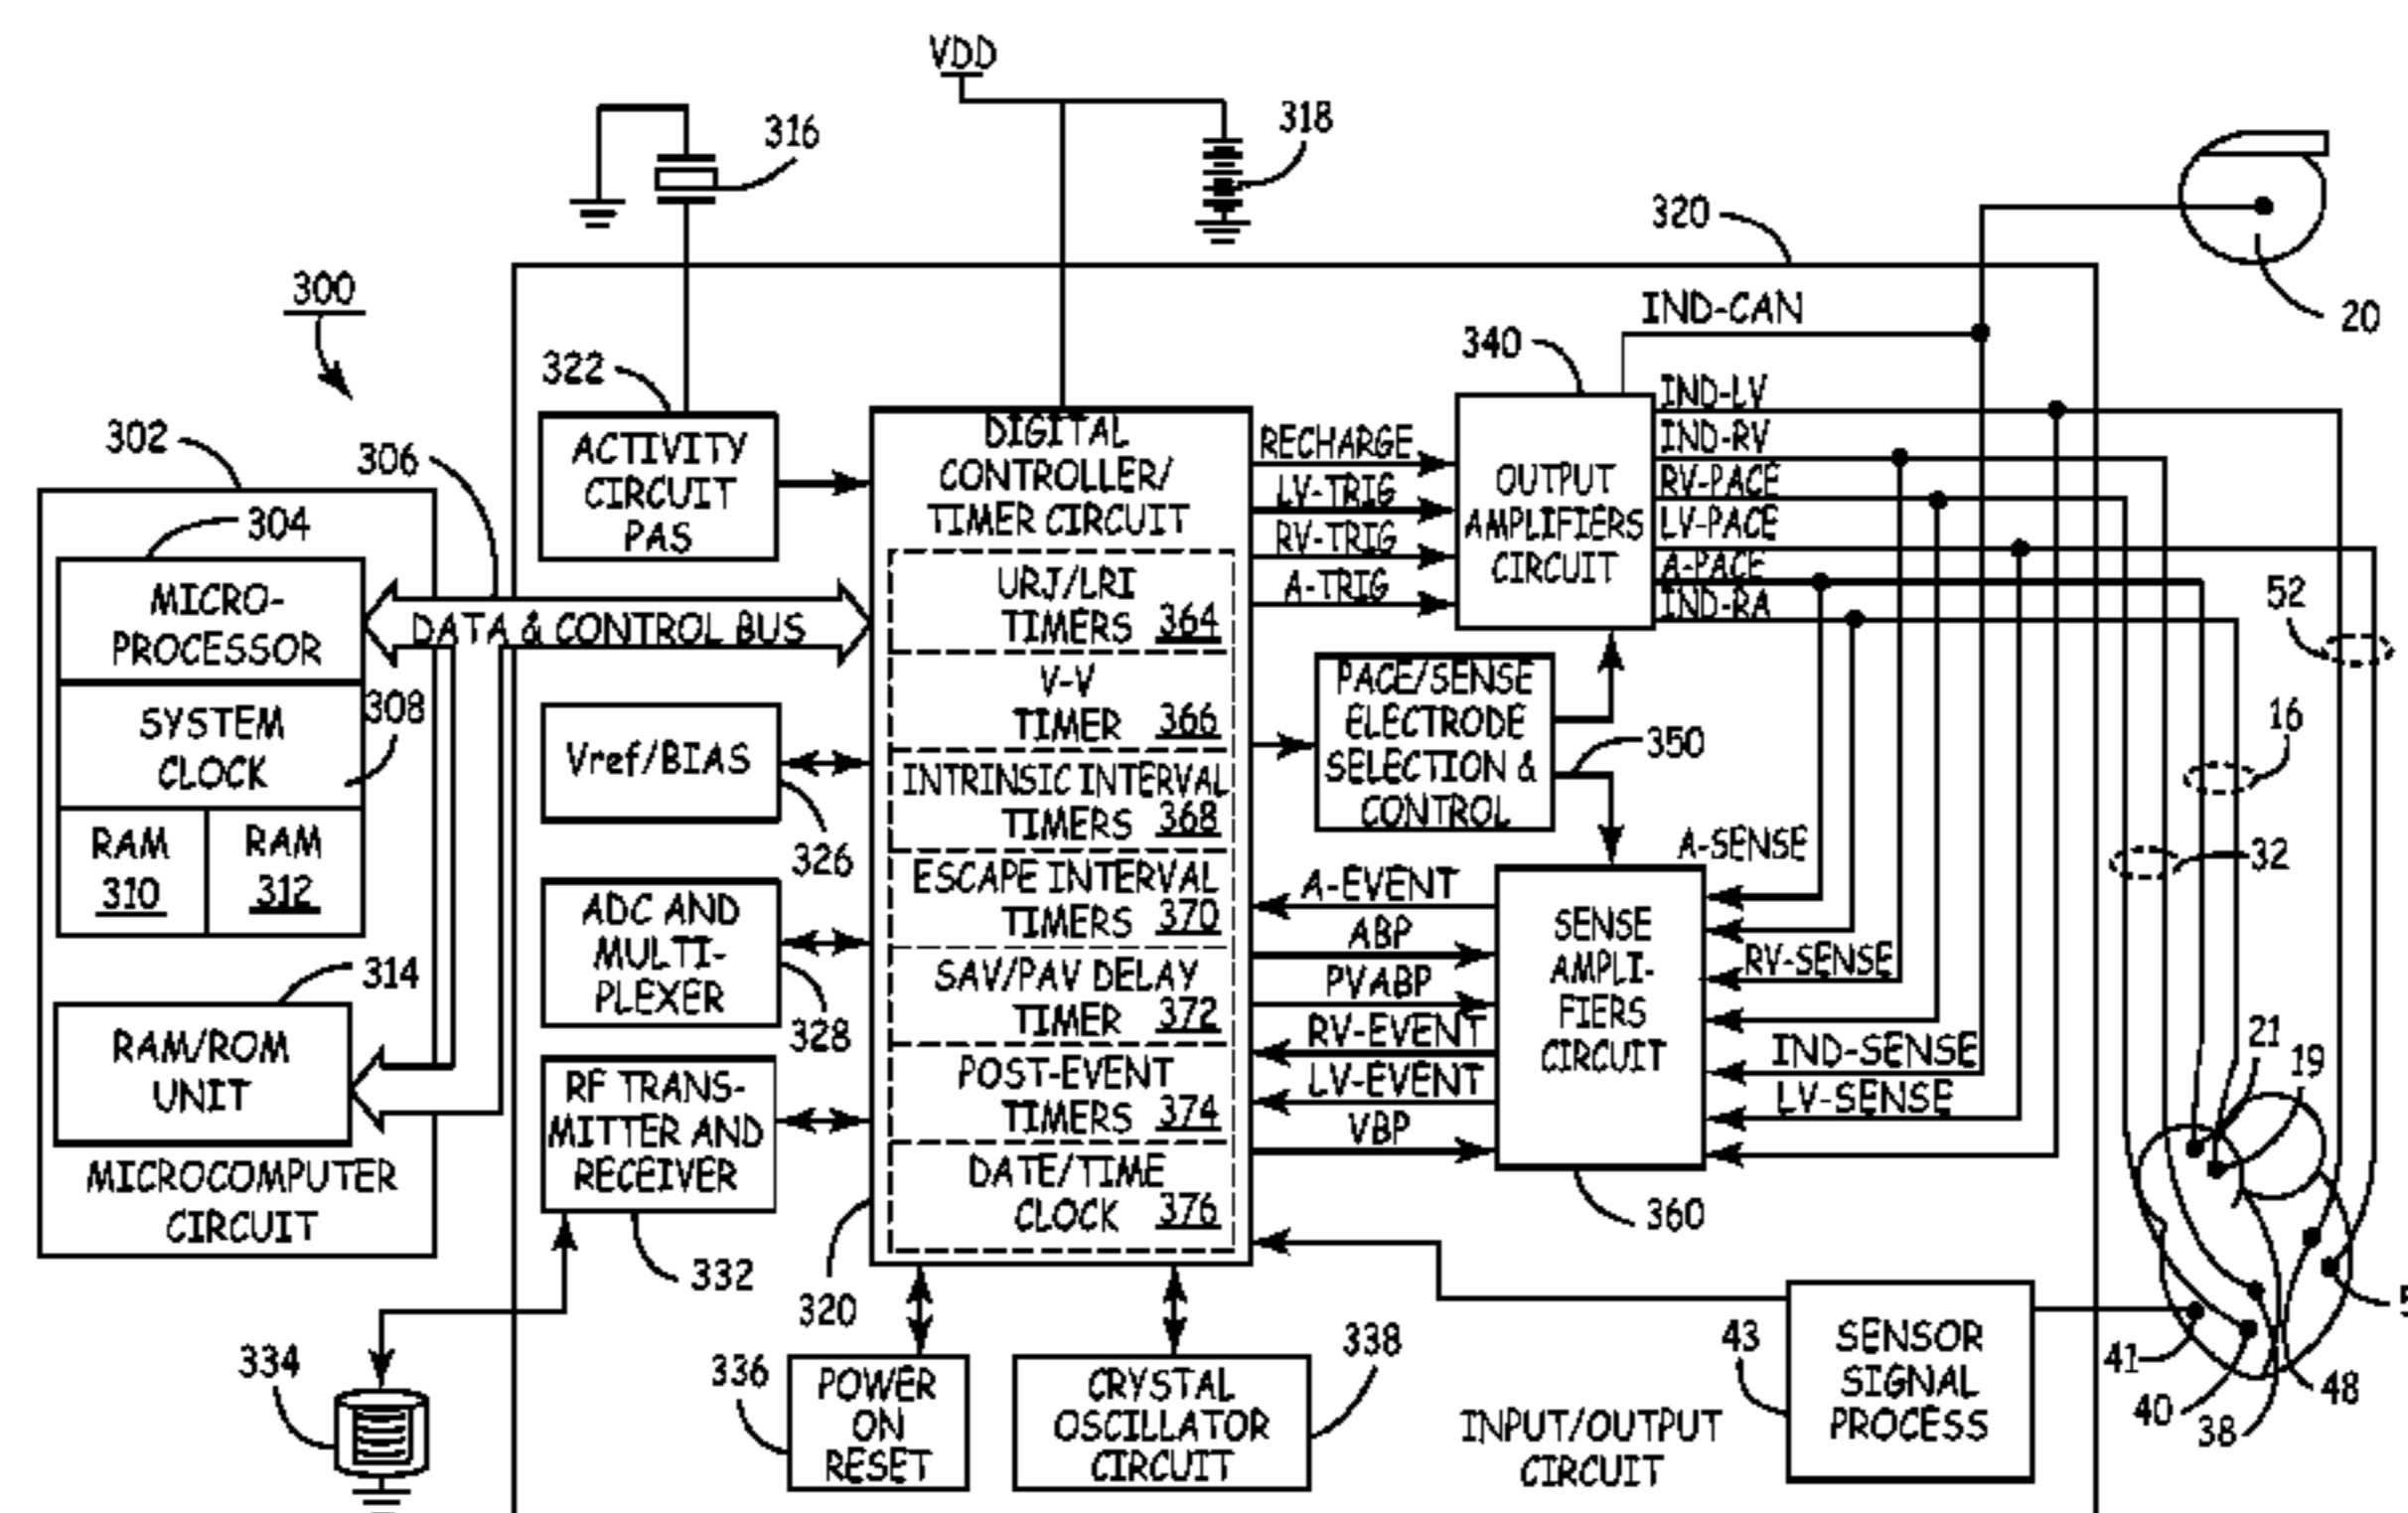 VDD
316
318
320
20
300
IND-CAN
340
322
302
306
304
ACTIVITY
CIRCUIT
PAS
DIGITAL
CONTROLLER/
TIMER CIRCUIT
RECHARGE
LV-TRIG
RV-TRIG
A-TRIG
OUTPUT
AMPLIFIERS
CIRCUIT
IND-LV
IND-RV
RV-PACE
LV-PACE
A-PACE
IND-RA
52
16
32
MICRO-
PROCESSOR
DATA & CONTROL BUS
URJ/LRI
TIMERS 364
V-V
TIMER 366
INTRINSIC INTERVAL
TIMERS 368
ESCAPE INTERVAL
TIMERS 370
SAV/PAV DELAY
TIMER 372
POST-EVENT
TIMERS 374
DATE/TIME
CLOCK 376
SYSTEM
CLOCK
308
RAM
310
RAM
312
314
RAM/ROM
UNIT
MICROCOMPUTER
CIRCUIT
Vref/BIAS
326
ADC AND
MULTI-
PLEXER
328
RF TRANS-
MITTER AND
RECEIVER
332
320
334
PACE/SENSE
ELECTRODE
SELECTION &
CONTROL
350
A-SENSE
A-EVENT
ABP
PVABP
RV-EVENT
LV-EVENT
VBP
SENSE
AMPLI-
FIERS
CIRCUIT
RV-SENSE
IND-SENSE
LV-SENSE
360
21
19
336
POWER
ON
RESET
CRYSTAL
OSCILLATOR
CIRCUIT
338
INPUT/OUTPUT
CIRCUIT
43
SENSOR
SIGNAL
PROCESS
41
40
38
48